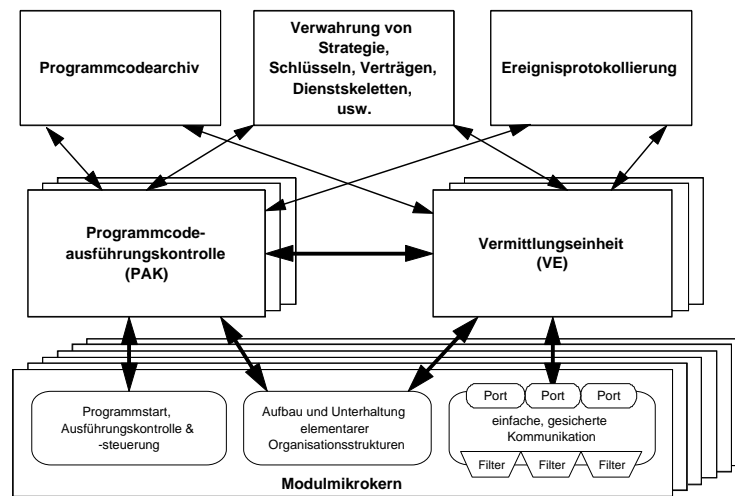 Programmcodearchiv
Verwahrung von
Strategie,
Schlüsseln, Verträgen,
Dienstskeletten,
usw.
Ereignisprotokollierung
Programmcode-
ausführungskontrolle
(PAK)
Vermittlungseinheit
(VE)
Programmstart,
Ausführungskontrolle &
-steuerung
Aufbau und Unterhaltung
elementarer
Organisationsstrukturen
Port Port Port
einfache, gesicherte
Kommunikation
Filter Filter Filter
Modulmikrokern